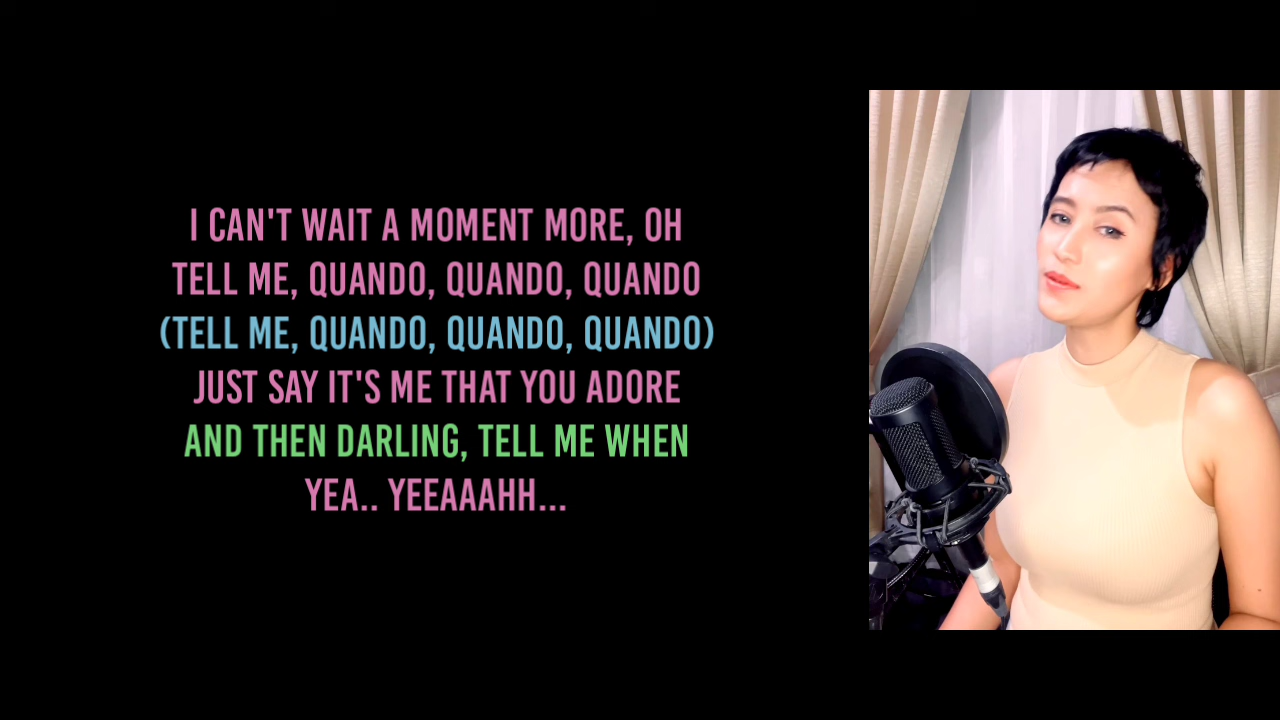 I CAN'T WAIT A MOMENT MORE, OH
TELL ME, QUANDO, QUANDO, QUANDO
(TELL ME, QUANDO, QUANDO, QUANDO)
JUST SAY IT'S ME THAT YOU ADORE
AND THEN DARLING, TELL ME WHEN
YEA.. YEEAAAHH...